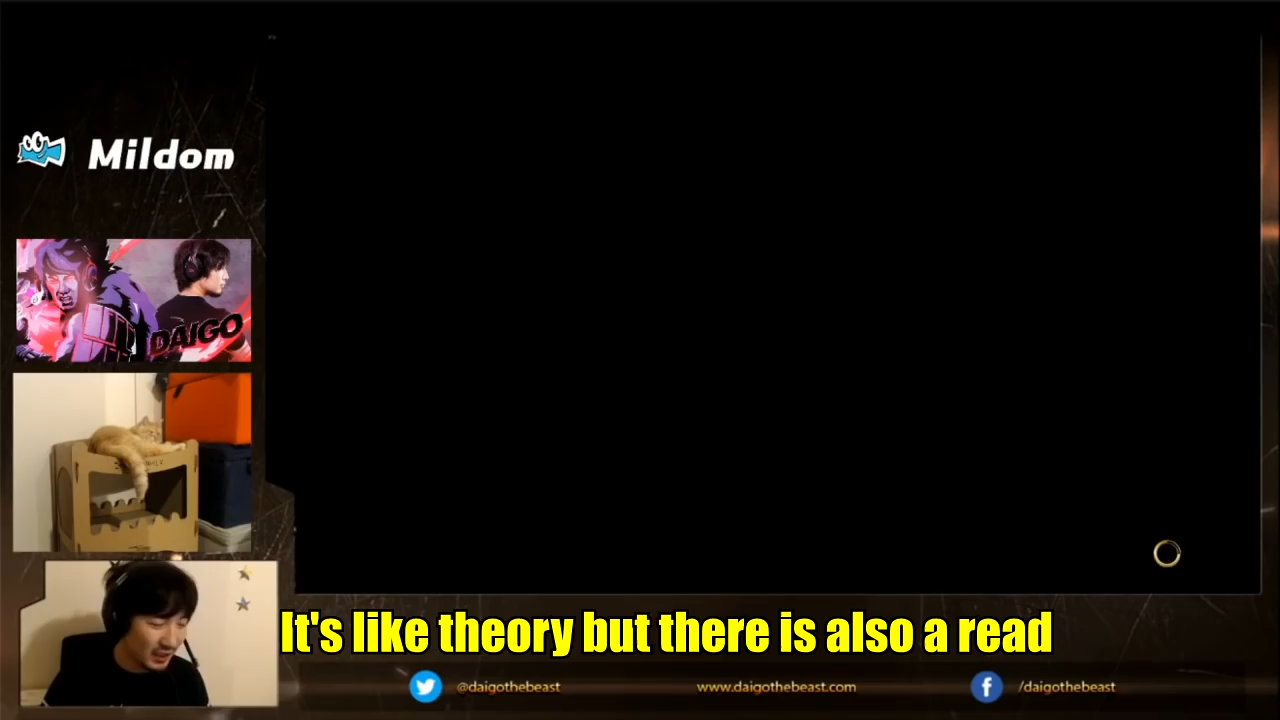 Mildom
DAIGO
It's like theory but there is also a read
@daigothebeast
www.daigothebeast.com
/daigothebeast